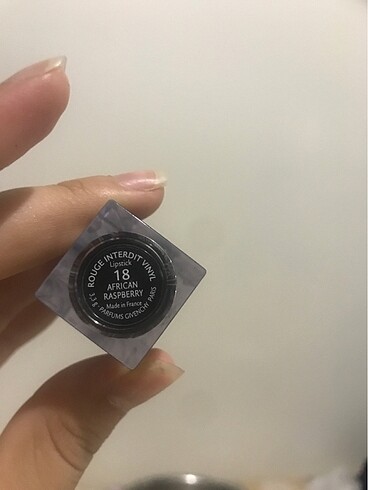 ROUGE INTERDIT VINYL
Lipstick
18
AFRICAN
RASPBERRY
Made in France
3,3 g - PARFUMS GIVENCHY PARIS